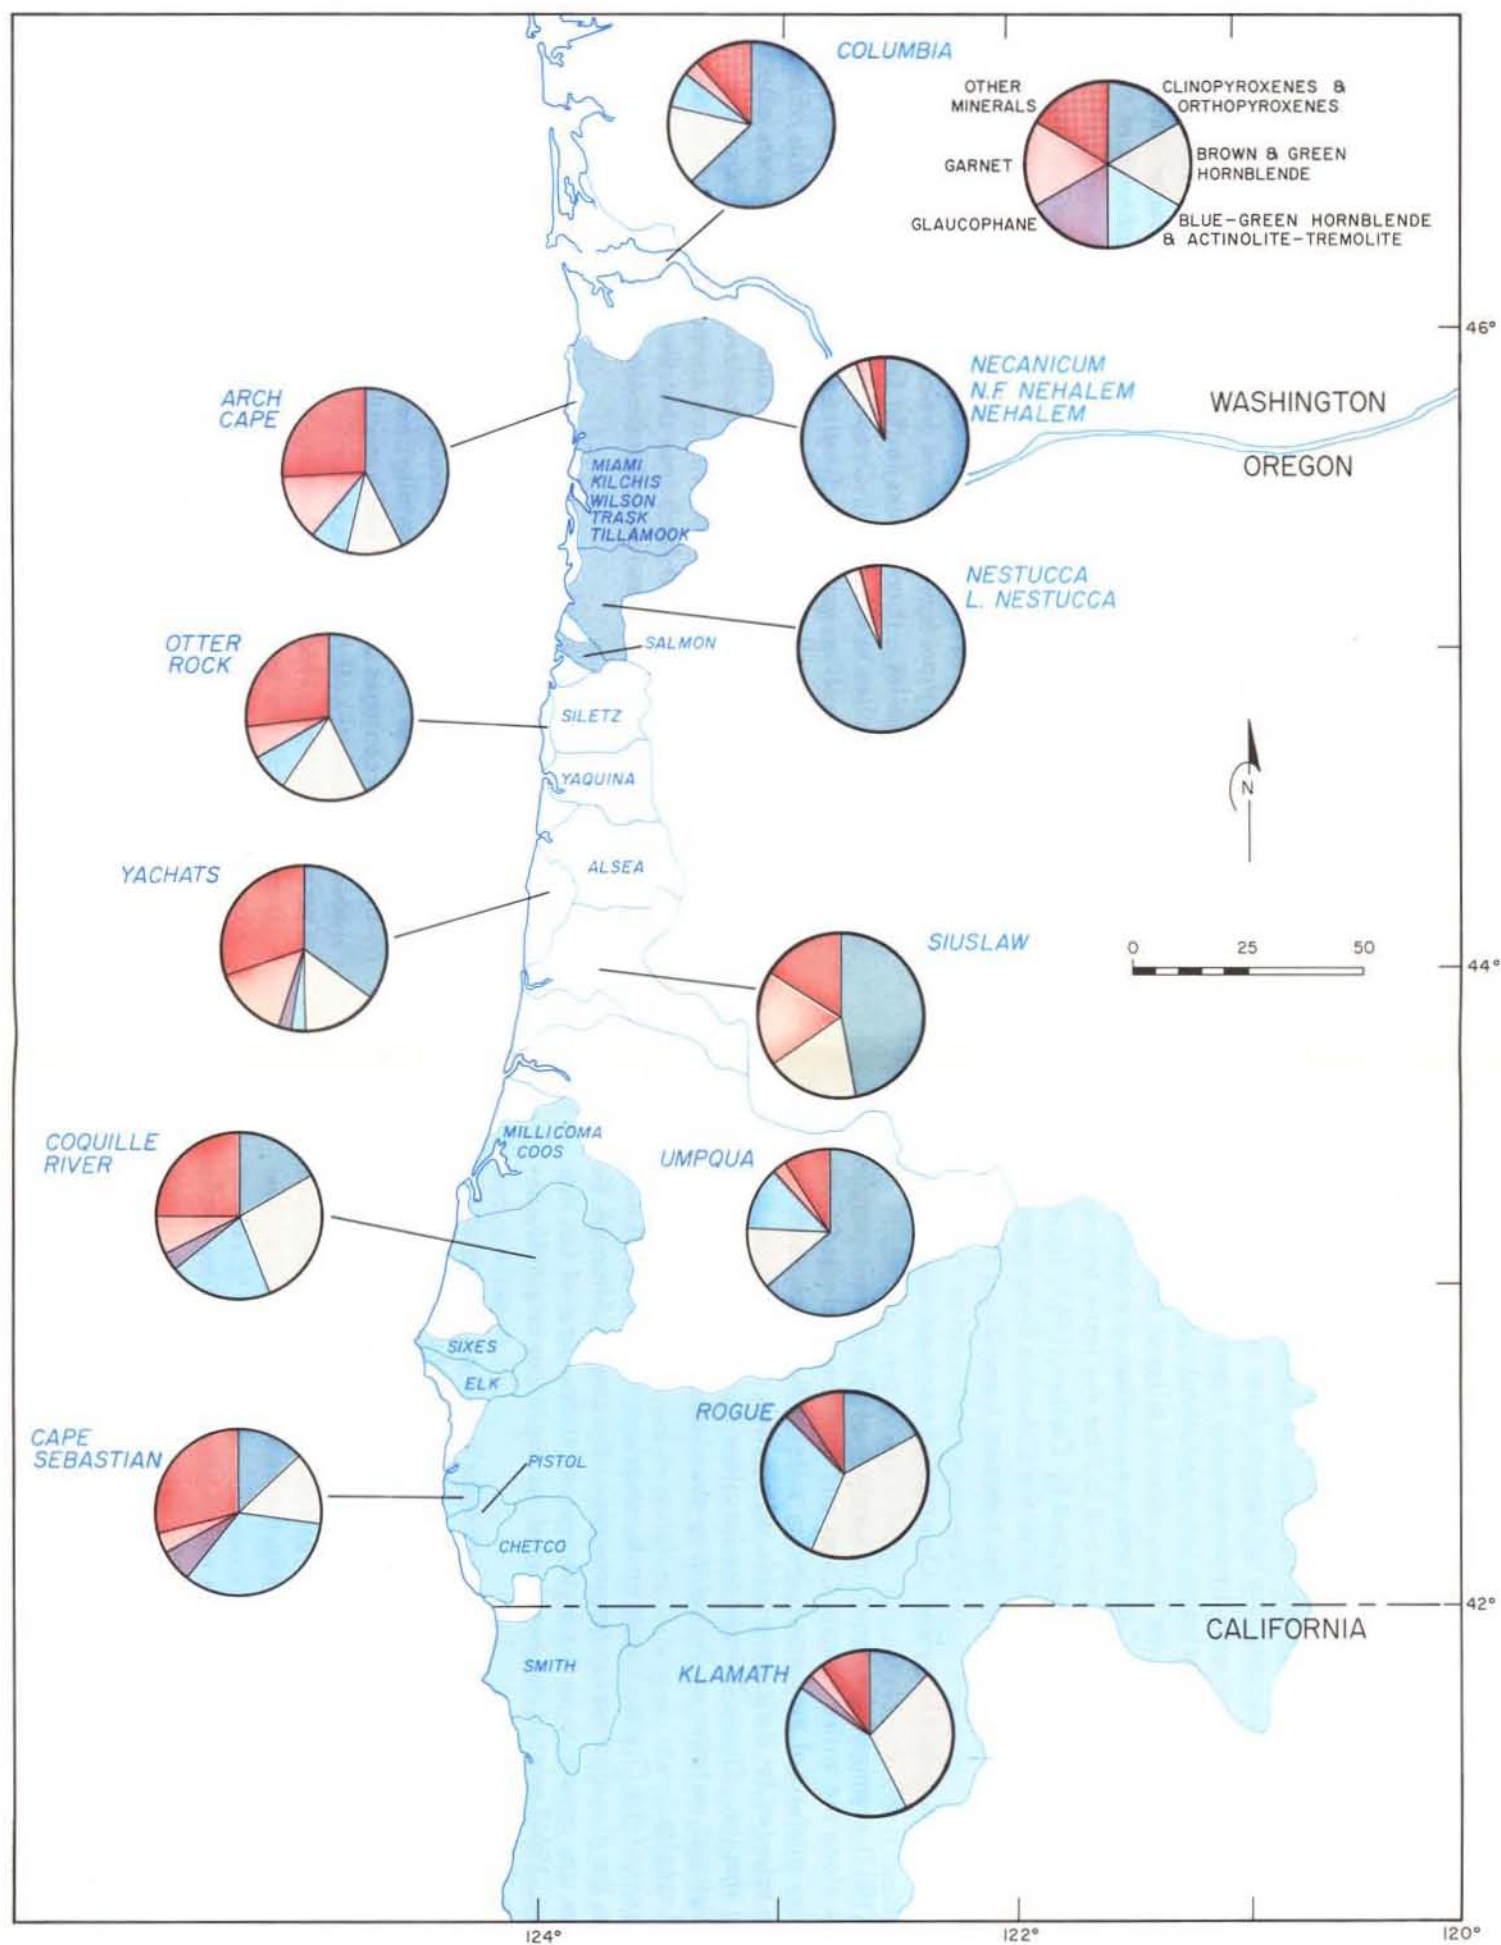 COLUMBIA
OTHER
MINERALS
CLINOPYROXENES &
ORTHOPYROXENES
GARNET
BROWN & GREEN
HORNBLENDE
GLAUCOPHANE
BLUE-GREEN HORNBLENDE
& ACTINOLITE-TREMOLITE
46°
NECANICUM
N.F. NEHALEM
NEHALEM
WASHINGTON
OREGON
ARCH
CAPE
MIAMI
KILCHIS
WILSON
TRASK
TILLAMOOK
NESTUCCA
L. NESTUCCA
OTTER
ROCK
SALMON
SILETZ
YAQUINA
N
YACHATS
ALSEA
SIUSLAW
0 25 50
44°
COQUILLE
RIVER
MILLICOMA
COOS
UMPQUA
SIXES
ELK
ROGUE
CAPE
SEBASTIAN
PISTOL
CHETCO
42°
CALIFORNIA
SMITH
KLAMATH
124° 122° 120°